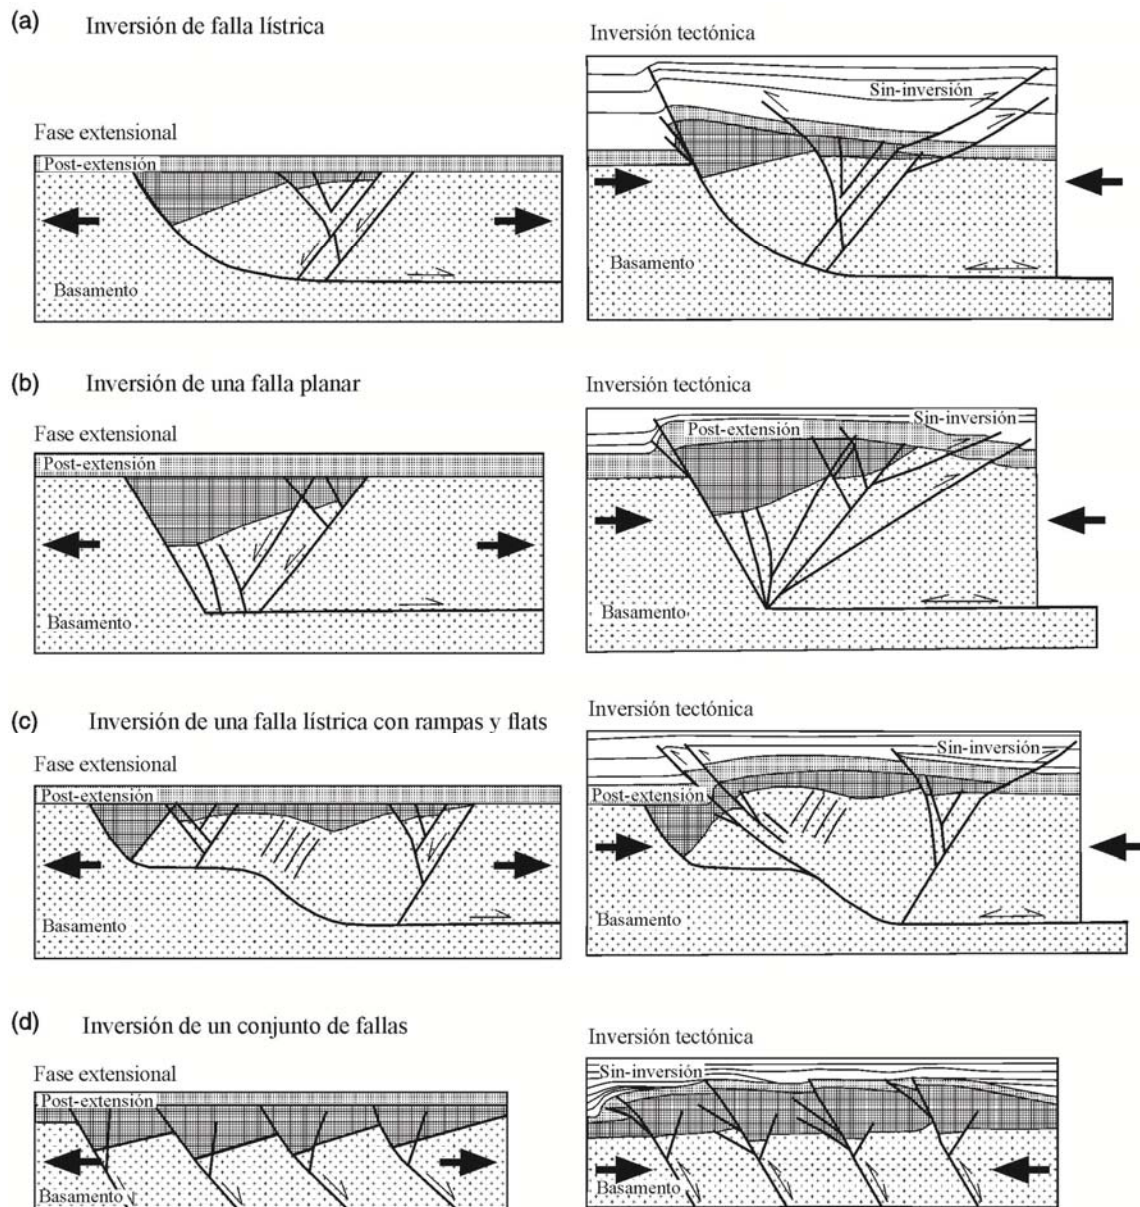 (a) Inversión de falla lístrica
Inversión tectónica
Sin-inversión
Fase extensional
Post-extensión
Basamento
Basamento
(b) Inversión de una falla planar
Inversión tectónica
Sin-inversión
Fase extensional
Post-extensión
Post-extensión
Basamento
Basamento
(c) Inversión de una falla lístrica con rampas y flats
Inversión tectónica
Sin-inversión
Fase extensional
Post-extensión
Post-extensión
Basamento
Basamento
(d) Inversión de un conjunto de fallas
Inversión tectónica
Fase extensional
Sin-inversión
Post-extensión
Basamento
Basamento